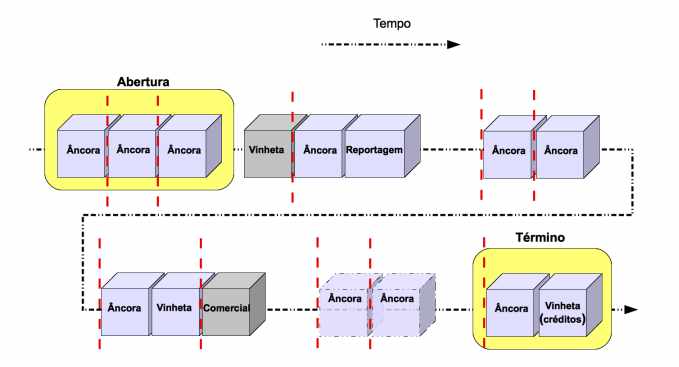 Tempo
Abertura
Âncora Âncora Âncora
Vinheta Âncora Reportagem
Âncora Âncora
Âncora Vinheta Comercial
Âncora Âncora
Término
Âncora Vinheta
(créditos)